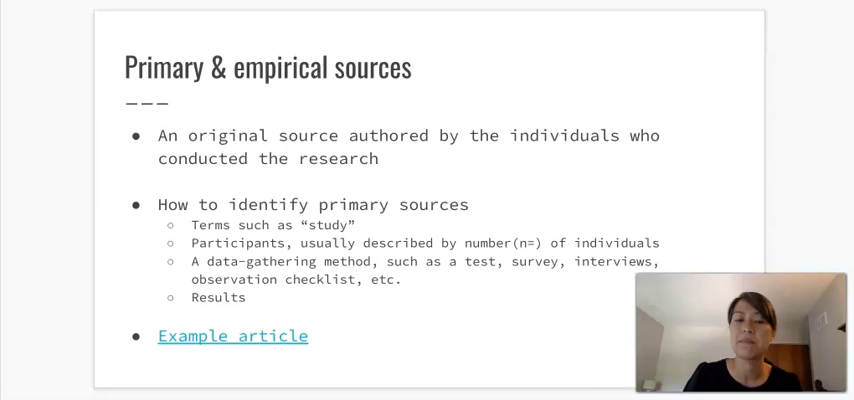 Primary & empirical sources
● An original source authored by the individuals who
conducted the research
● How to identify primary sources
○ Terms such as “study”
○ Participants, usually described by number(n=) of individuals
○ A data-gathering method, such as a test, survey, interviews,
observation checklist, etc.
○ Results
● Example article